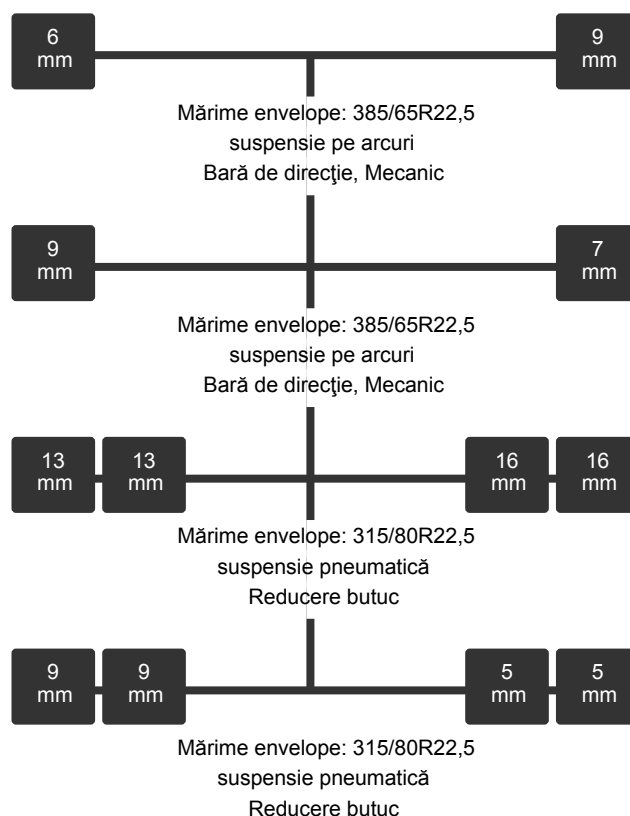 6 9
mm mm
Mărime envelope: 385/65R22,5
suspensie pe arcuri
Bară de direcţie, Mecanic
9 7
mm mm
Mărime envelope: 385/65R22,5
suspensie pe arcuri
Bară de direcţie, Mecanic
13 13 16 16
mm mm mm mm
Mărime envelope: 315/80R22,5
suspensie pneumatică
Reducere butuc
9 9 5 5
mm mm mm mm
Mărime envelope: 315/80R22,5
suspensie pneumatică
Reducere butuc